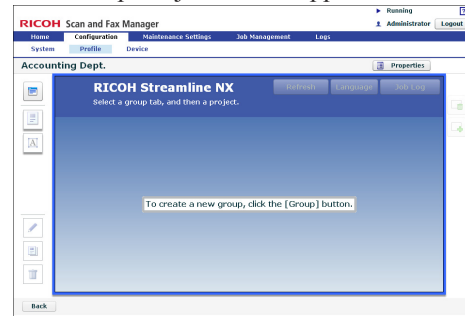 Running
RICOH Scan and Fax Manager
Administrator Logout
Home Configuration Maintenance Settings Job Management Logs
System Profile Device
Accounting Dept. Properties
RICOH Streamline NX
Refresh Language Job Log
Select a group tab, and then a project.
To create a new group, click the [Group] button.
Back